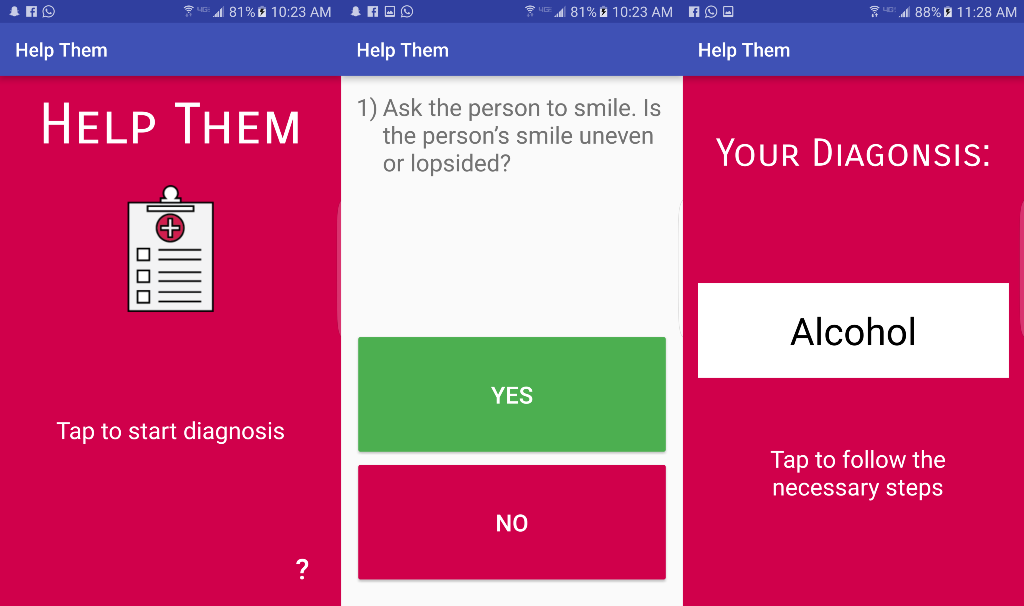 81% 10:23 AM
Help Them
HELP THEM
Tap to start diagnosis
?
81% 10:23 AM
Help Them
1) Ask the person to smile. Is
the person's smile uneven
or lopsided?
YES
NO
88% 11:28 AM
Help Them
YOUR DIAGONSIS:
Alcohol
Tap to follow the
necessary steps